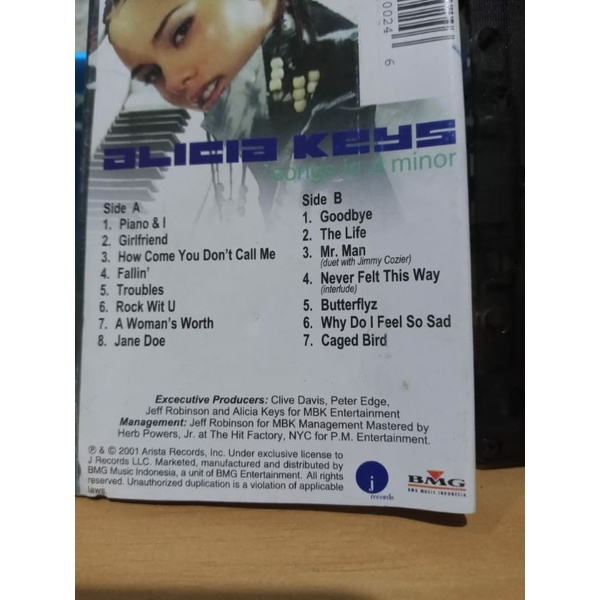 00024
6
ALICIA KEYS
songs in a minor
Side A
1. Piano & I
2. Girlfriend
3. How Come You Don't Call Me
4. Fallin'
5. Troubles
6. Rock Wit U
7. A Woman's Worth
8. Jane Doe
Side B
1. Goodbye
2. The Life
3. Mr. Man
(duet with Jimmy Cozier)
4. Never Felt This Way
(interlude)
5. Butterflyz
6. Why Do I Feel So Sad
7. Caged Bird
Excecutive Producers: Clive Davis, Peter Edge,
Jeff Robinson and Alicia Keys for MBK Entertainment
Management: Jeff Robinson for MBK Management Mastered by
Herb Powers, Jr. at The Hit Factory, NYC for P.M. Entertainment.
℗ & © 2001 Arista Records, Inc. Under exclusive license to
J Records LLC. Marketed, manufactured and distributed by
BMG Music Indonesia, a unit of BMG Entertainment. All rights
reserved. Unauthorized duplication is a violation of applicable
laws.
j
records
BMG
BMG MUSIC INDONESIA